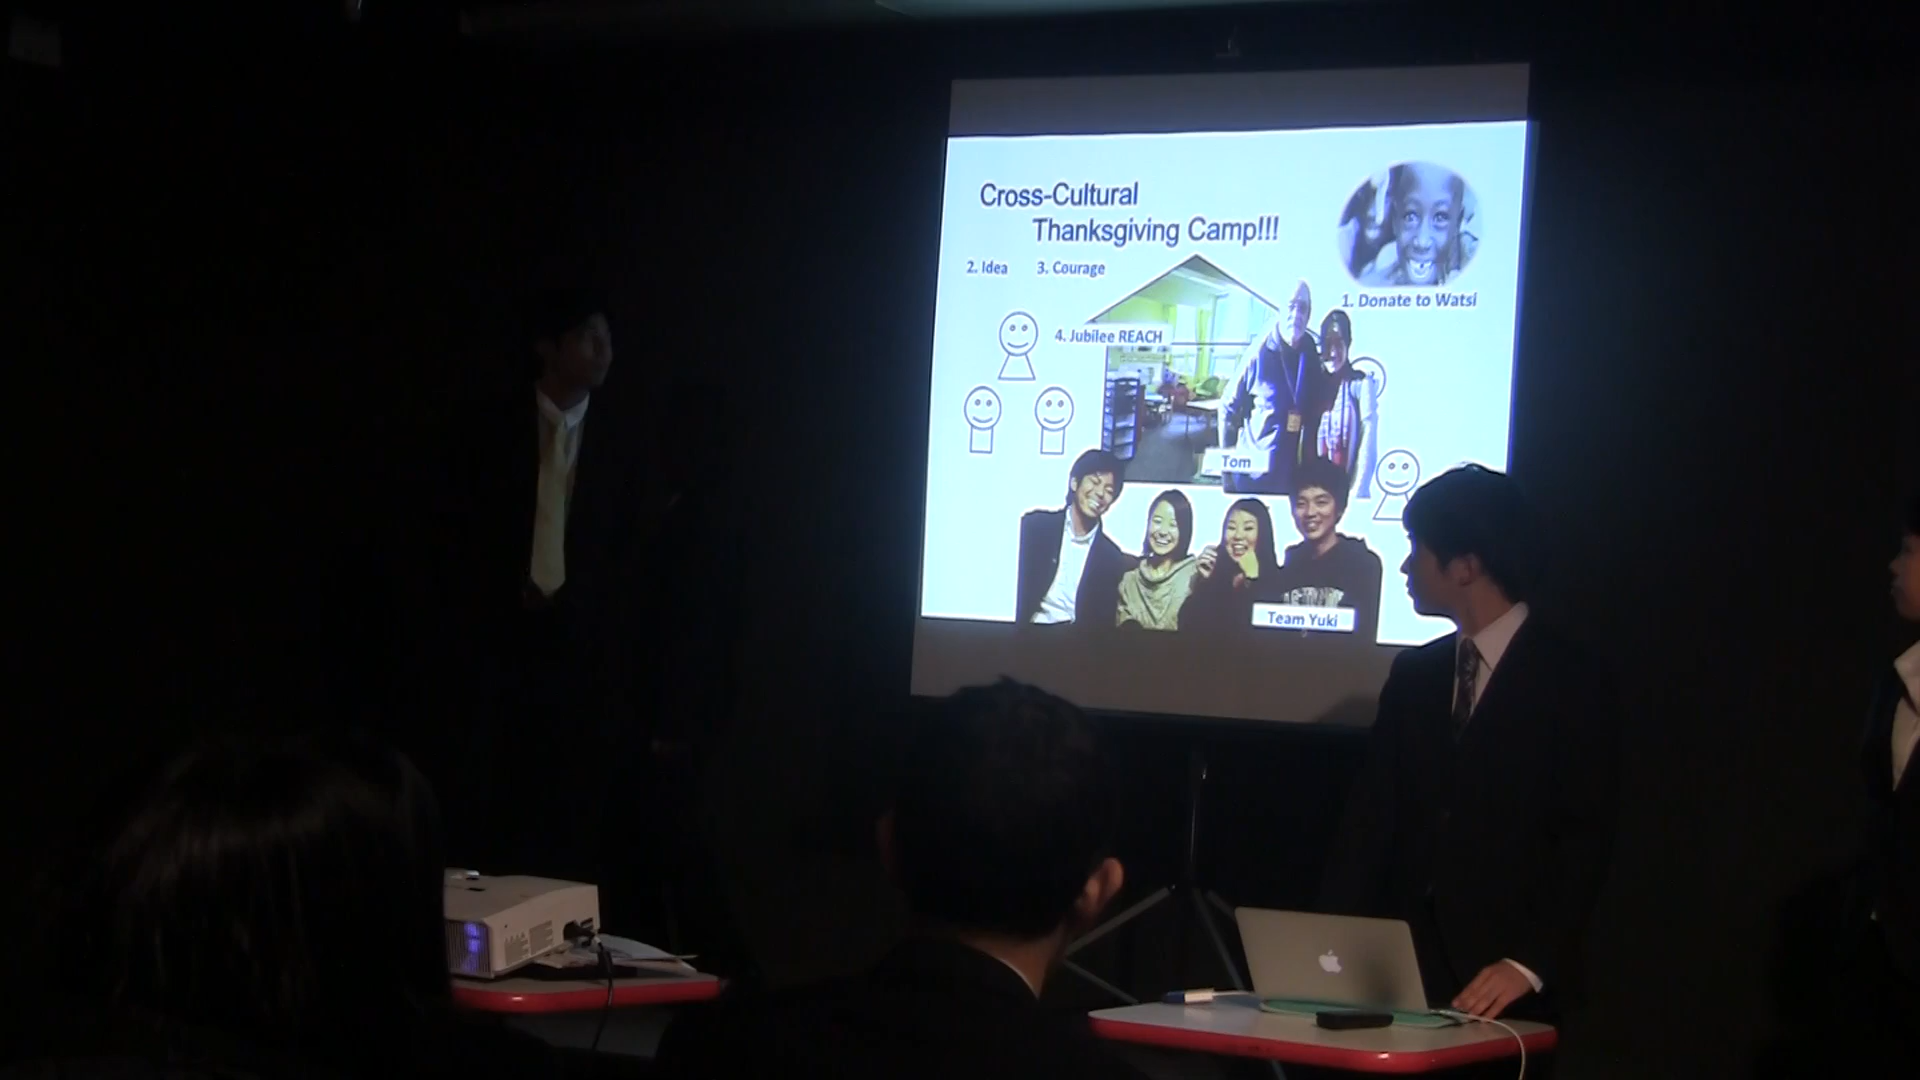 Cross-Cultural
Thanksgiving Camp!!!
2. Idea
3. Courage
1. Donate to Watsi
4. Jubilee REACH
Tom
Team Yuki